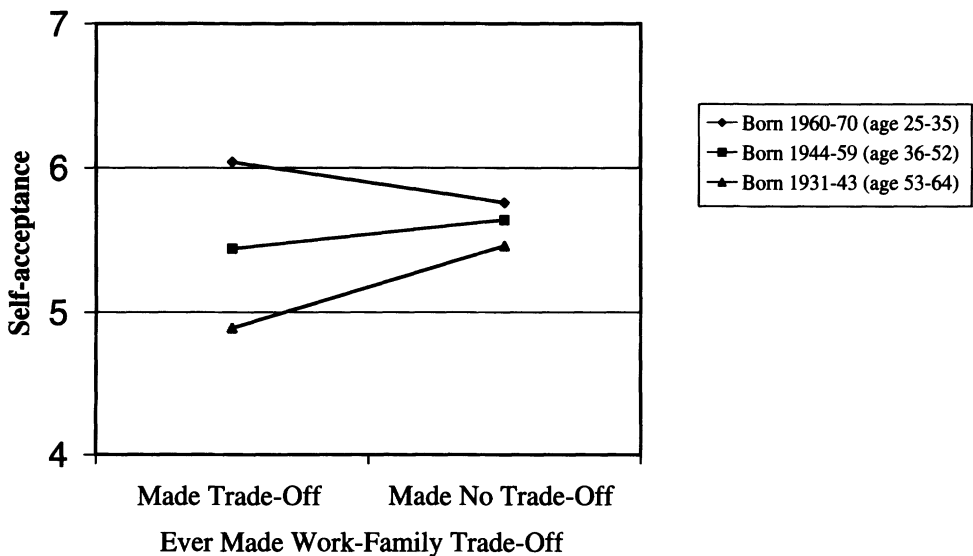 7
6
5
4
Self-acceptance
Made Trade-Off Made No Trade-Off
Ever Made Work-Family Trade-Off
Born 1960-70 (age 25-35)
Born 1944-59 (age 36-52)
Born 1931-43 (age 53-64)